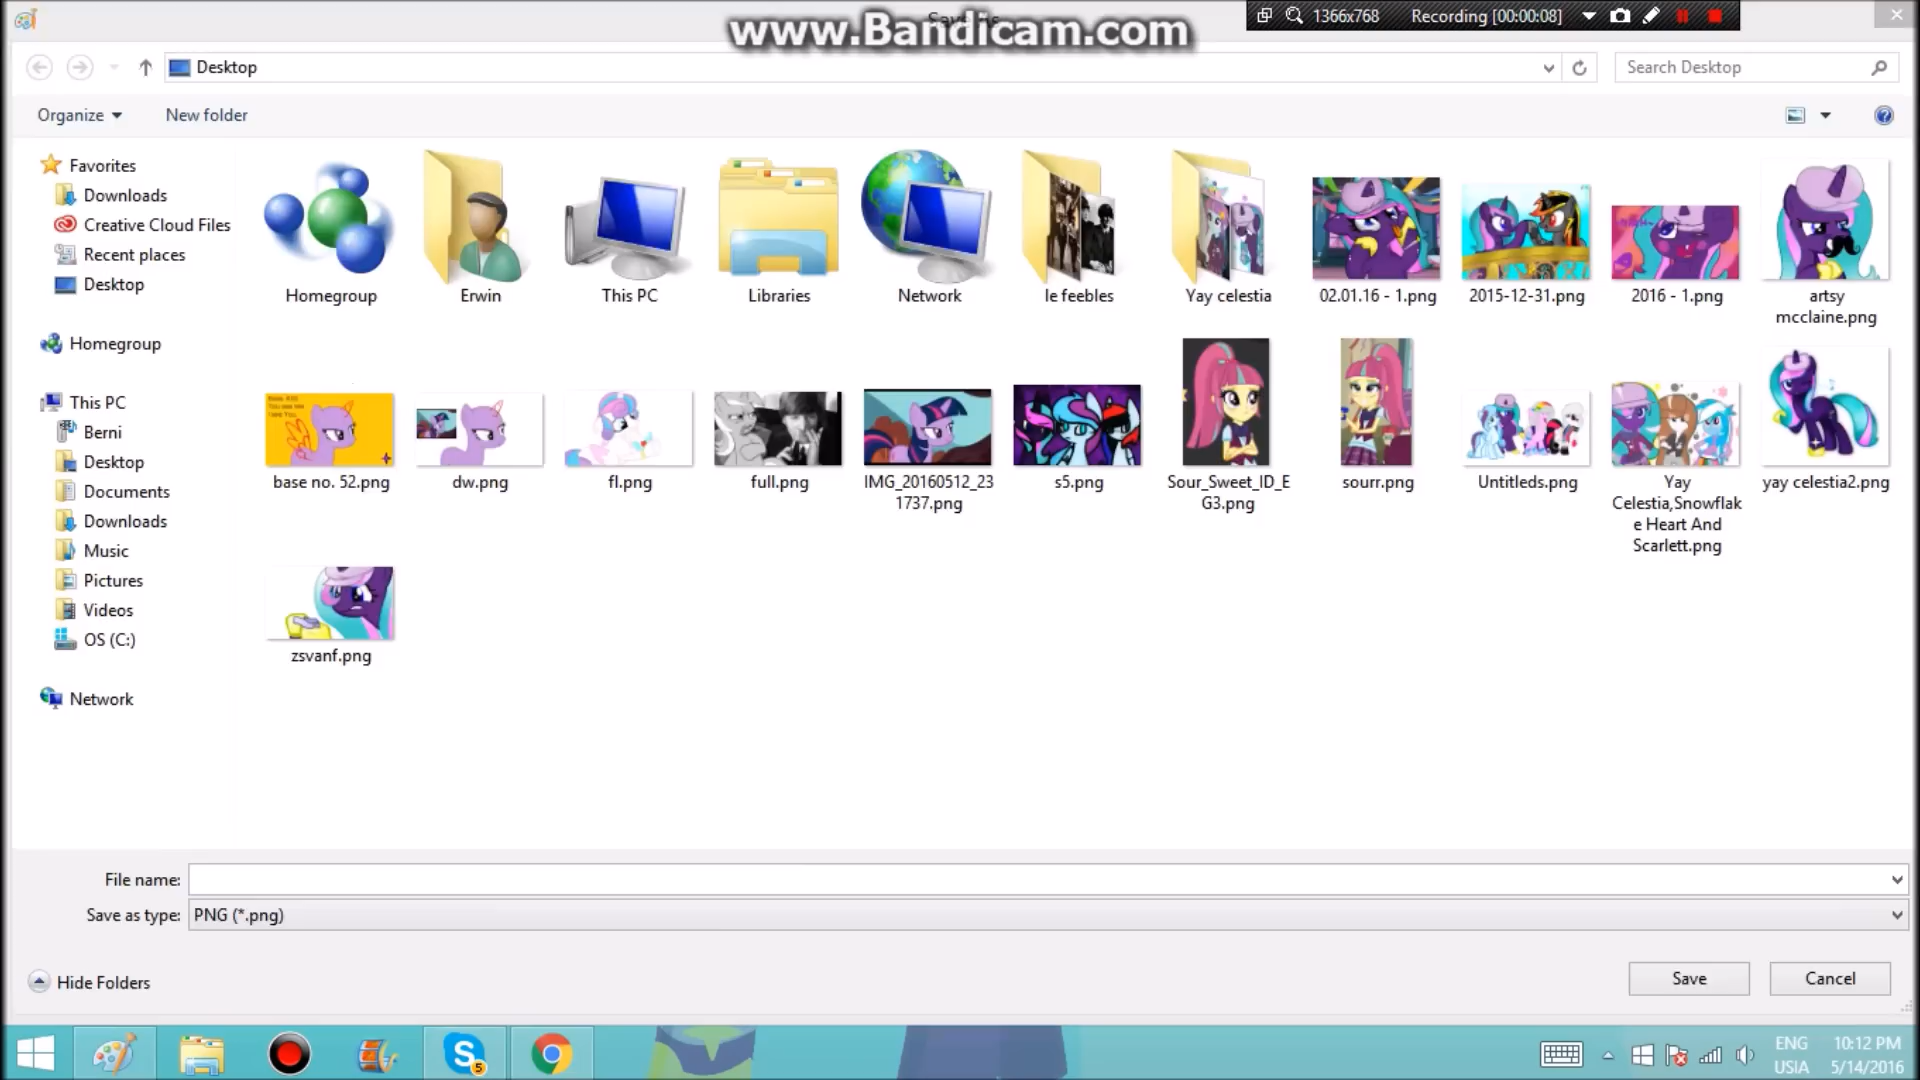 Save As
www.Bandicam.com
1366x768 Recording [00:00:08]
Desktop
Search Desktop
Organize
New folder
Favorites
Downloads
Creative Cloud Files
Recent places
Desktop
Homegroup
This PC
Berni
Desktop
Documents
Downloads
Music
Pictures
Videos
OS (C:)
Network
Homegroup
Erwin
This PC
Libraries
Network
le feebles
Yay celestia
02.01.16 - 1.png
2015-12-31.png
2016 - 1.png
artsy
mcclaine.png
base no. 52.png
dw.png
fl.png
full.png
IMG_20160512_23
1737.png
s5.png
Sour_Sweet_ID_E
G3.png
sourr.png
Untitleds.png
Yay
Celestia,Snowflak
e Heart And
Scarlett.png
yay celestia2.png
zsvanf.png
File name:
Save as type: PNG (*.png)
Hide Folders
Save
Cancel
5
ENG
USIA
10:12 PM
5/14/2016